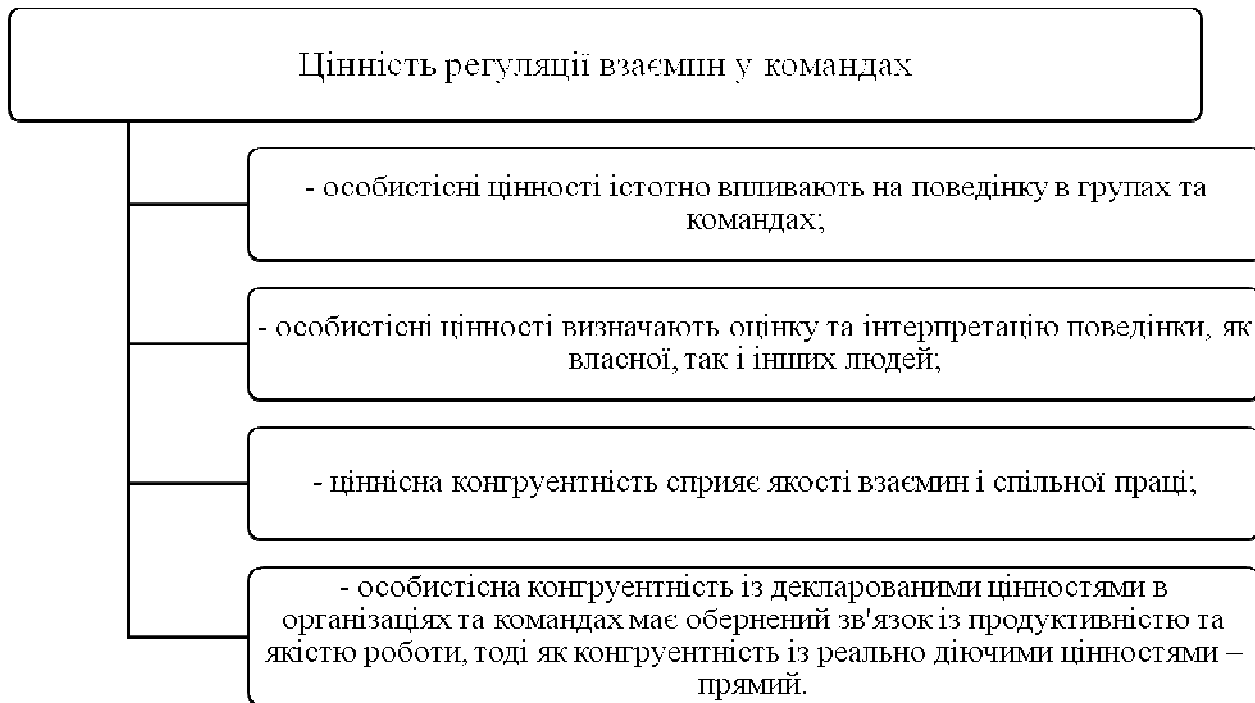 Цінність регуляції взаємин у командах
- особистісні цінності істотно впливають на поведінку в групах та
командах;
- особистісні цінності визначають оцінку та інтерпретацію поведінки, як
власної, так і інших людей;
- ціннісна конгруентність сприяє якості взаємин і спільної праці;
- особистісна конгруентність із декларованими цінностями в
організаціях та командах має обернений зв'язок із продуктивністю та
якістю роботи, тоді як конгруентність із реально діючими цінностями –
прямий.